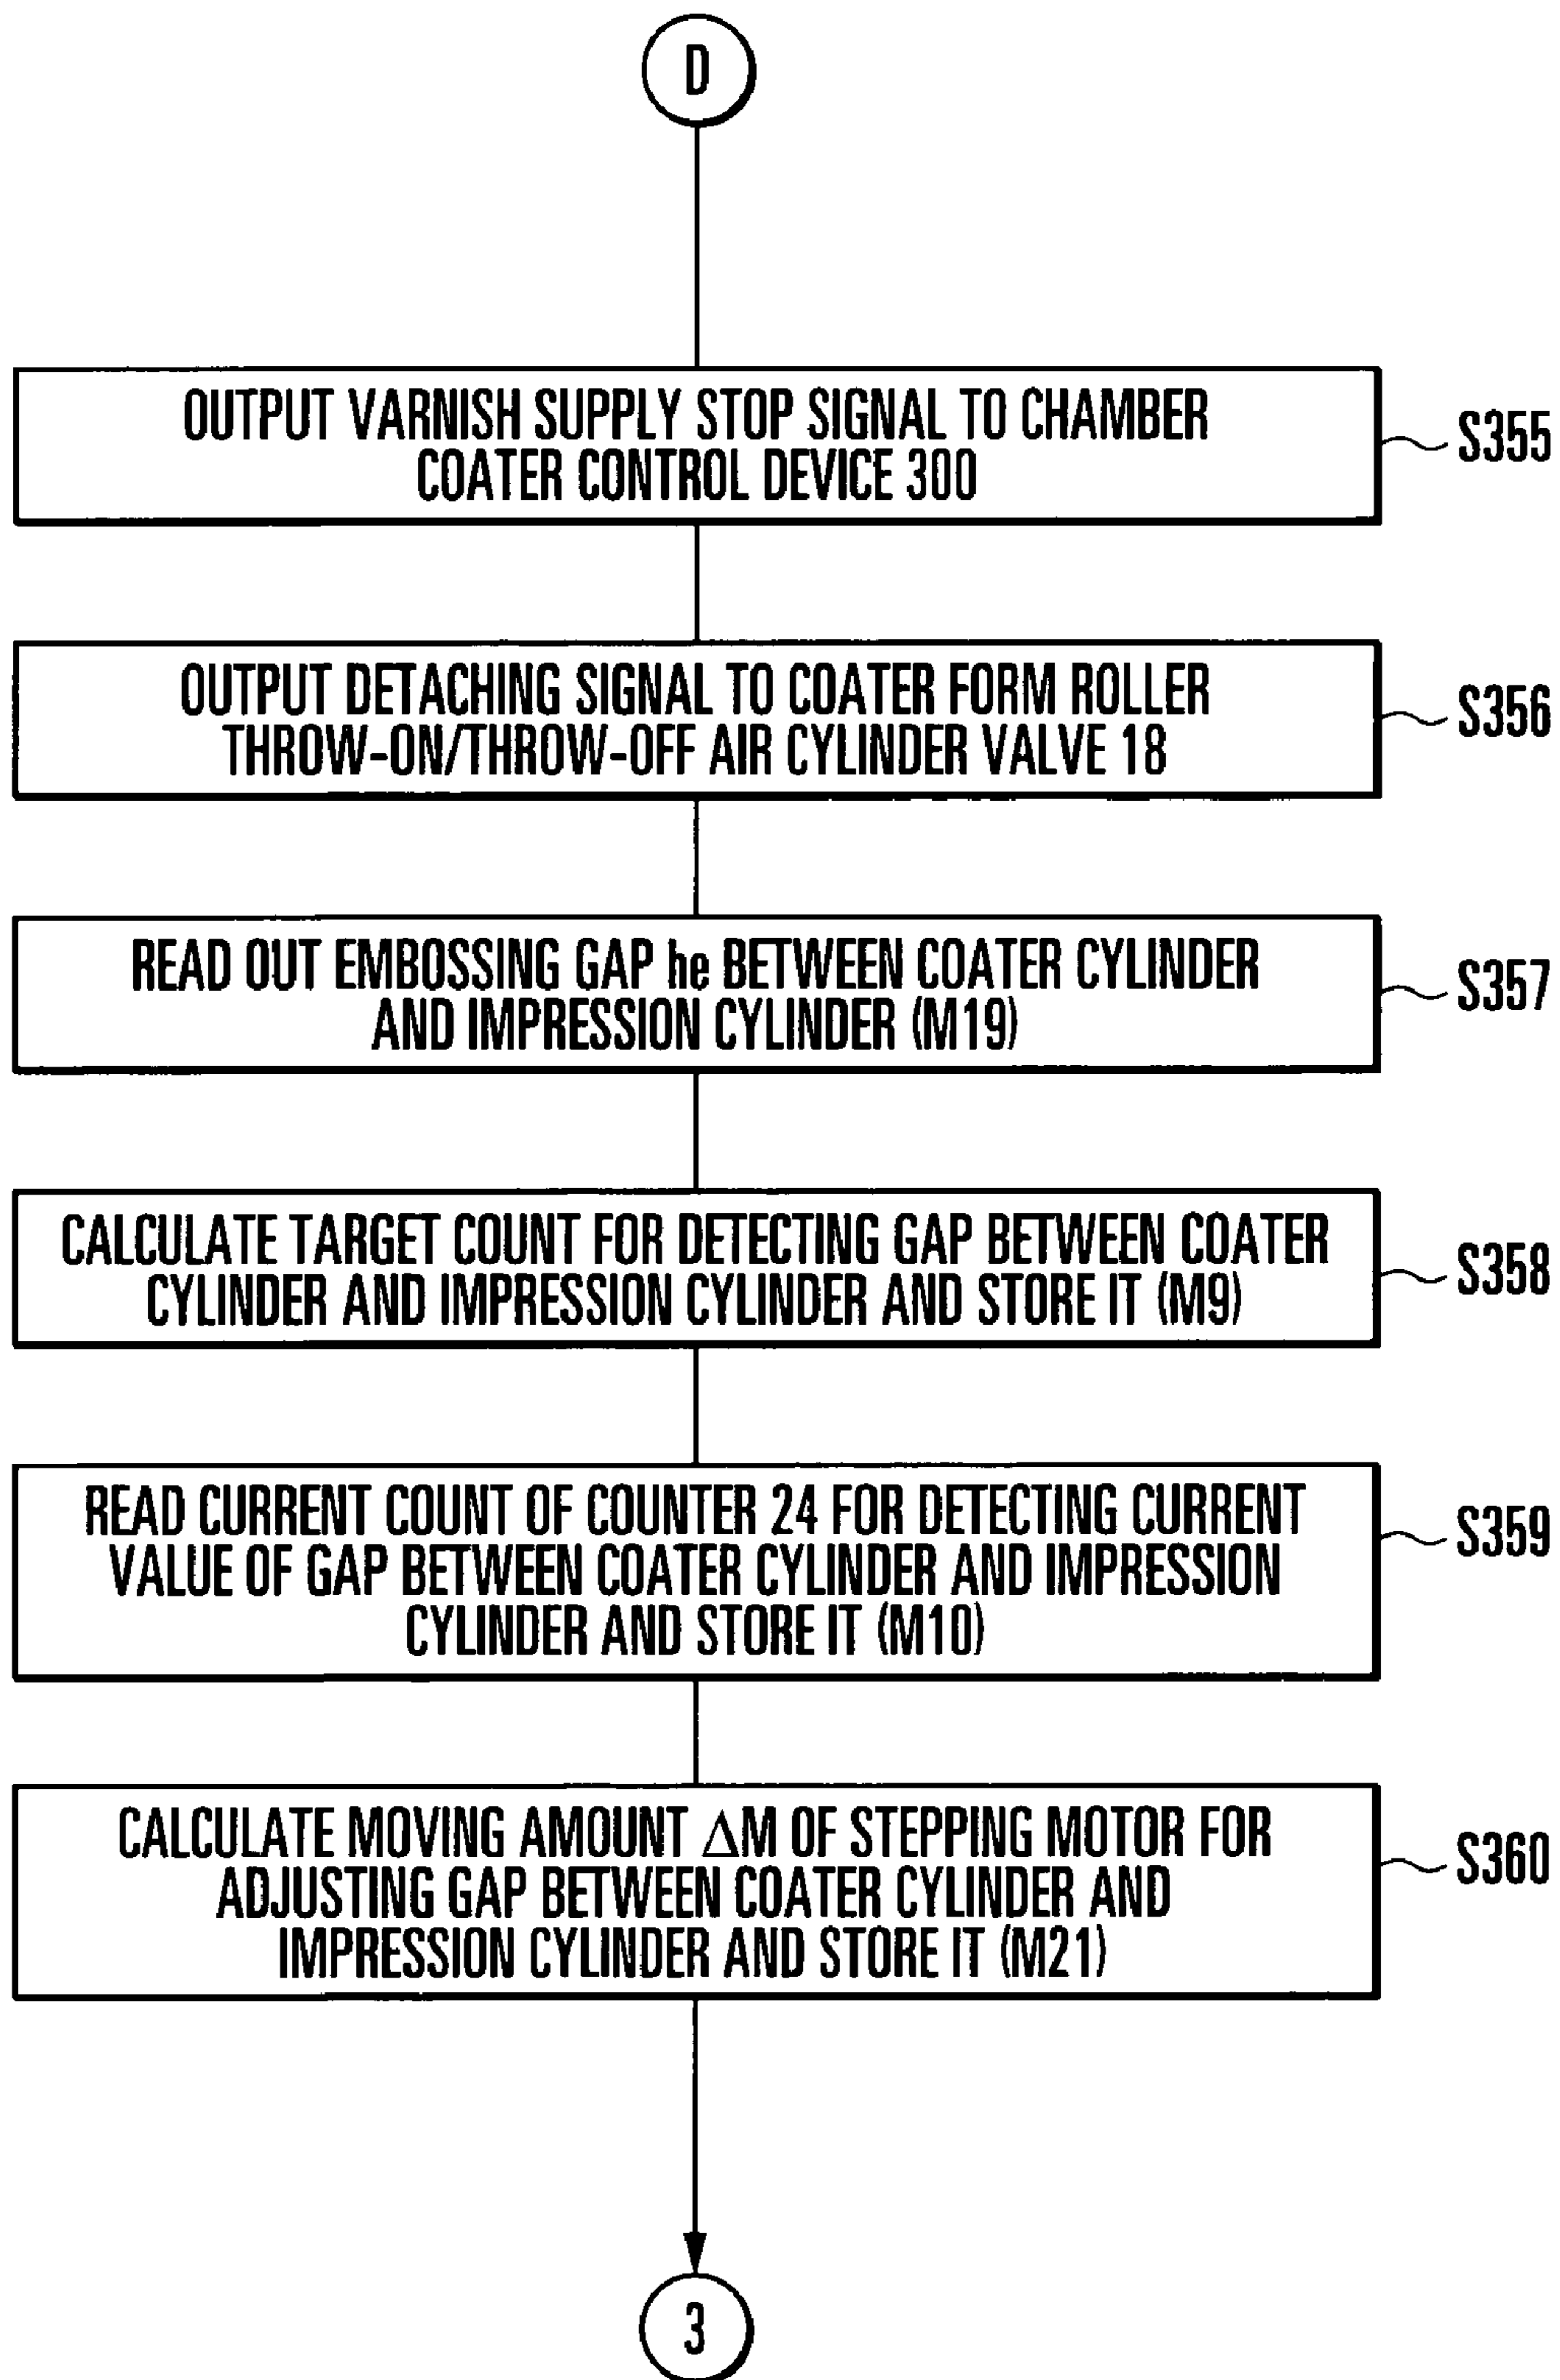 D
OUTPUT VARNISH SUPPLY STOP SIGNAL TO CHAMBER
COATER CONTROL DEVICE 300
S355
OUTPUT DETACHING SIGNAL TO COATER FORM ROLLER
THROW-ON/THROW-OFF AIR CYLINDER VALVE 18
S356
READ OUT EMBOSSING GAP he BETWEEN COATER CYLINDER
AND IMPRESSION CYLINDER (M19)
S357
CALCULATE TARGET COUNT FOR DETECTING GAP BETWEEN COATER
CYLINDER AND IMPRESSION CYLINDER AND STORE IT (M9)
S358
READ CURRENT COUNT OF COUNTER 24 FOR DETECTING CURRENT
VALUE OF GAP BETWEEN COATER CYLINDER AND IMPRESSION
CYLINDER AND STORE IT (M10)
S359
CALCULATE MOVING AMOUNT ΔM OF STEPPING MOTOR FOR
ADJUSTING GAP BETWEEN COATER CYLINDER AND
IMPRESSION CYLINDER AND STORE IT (M21)
S360
3